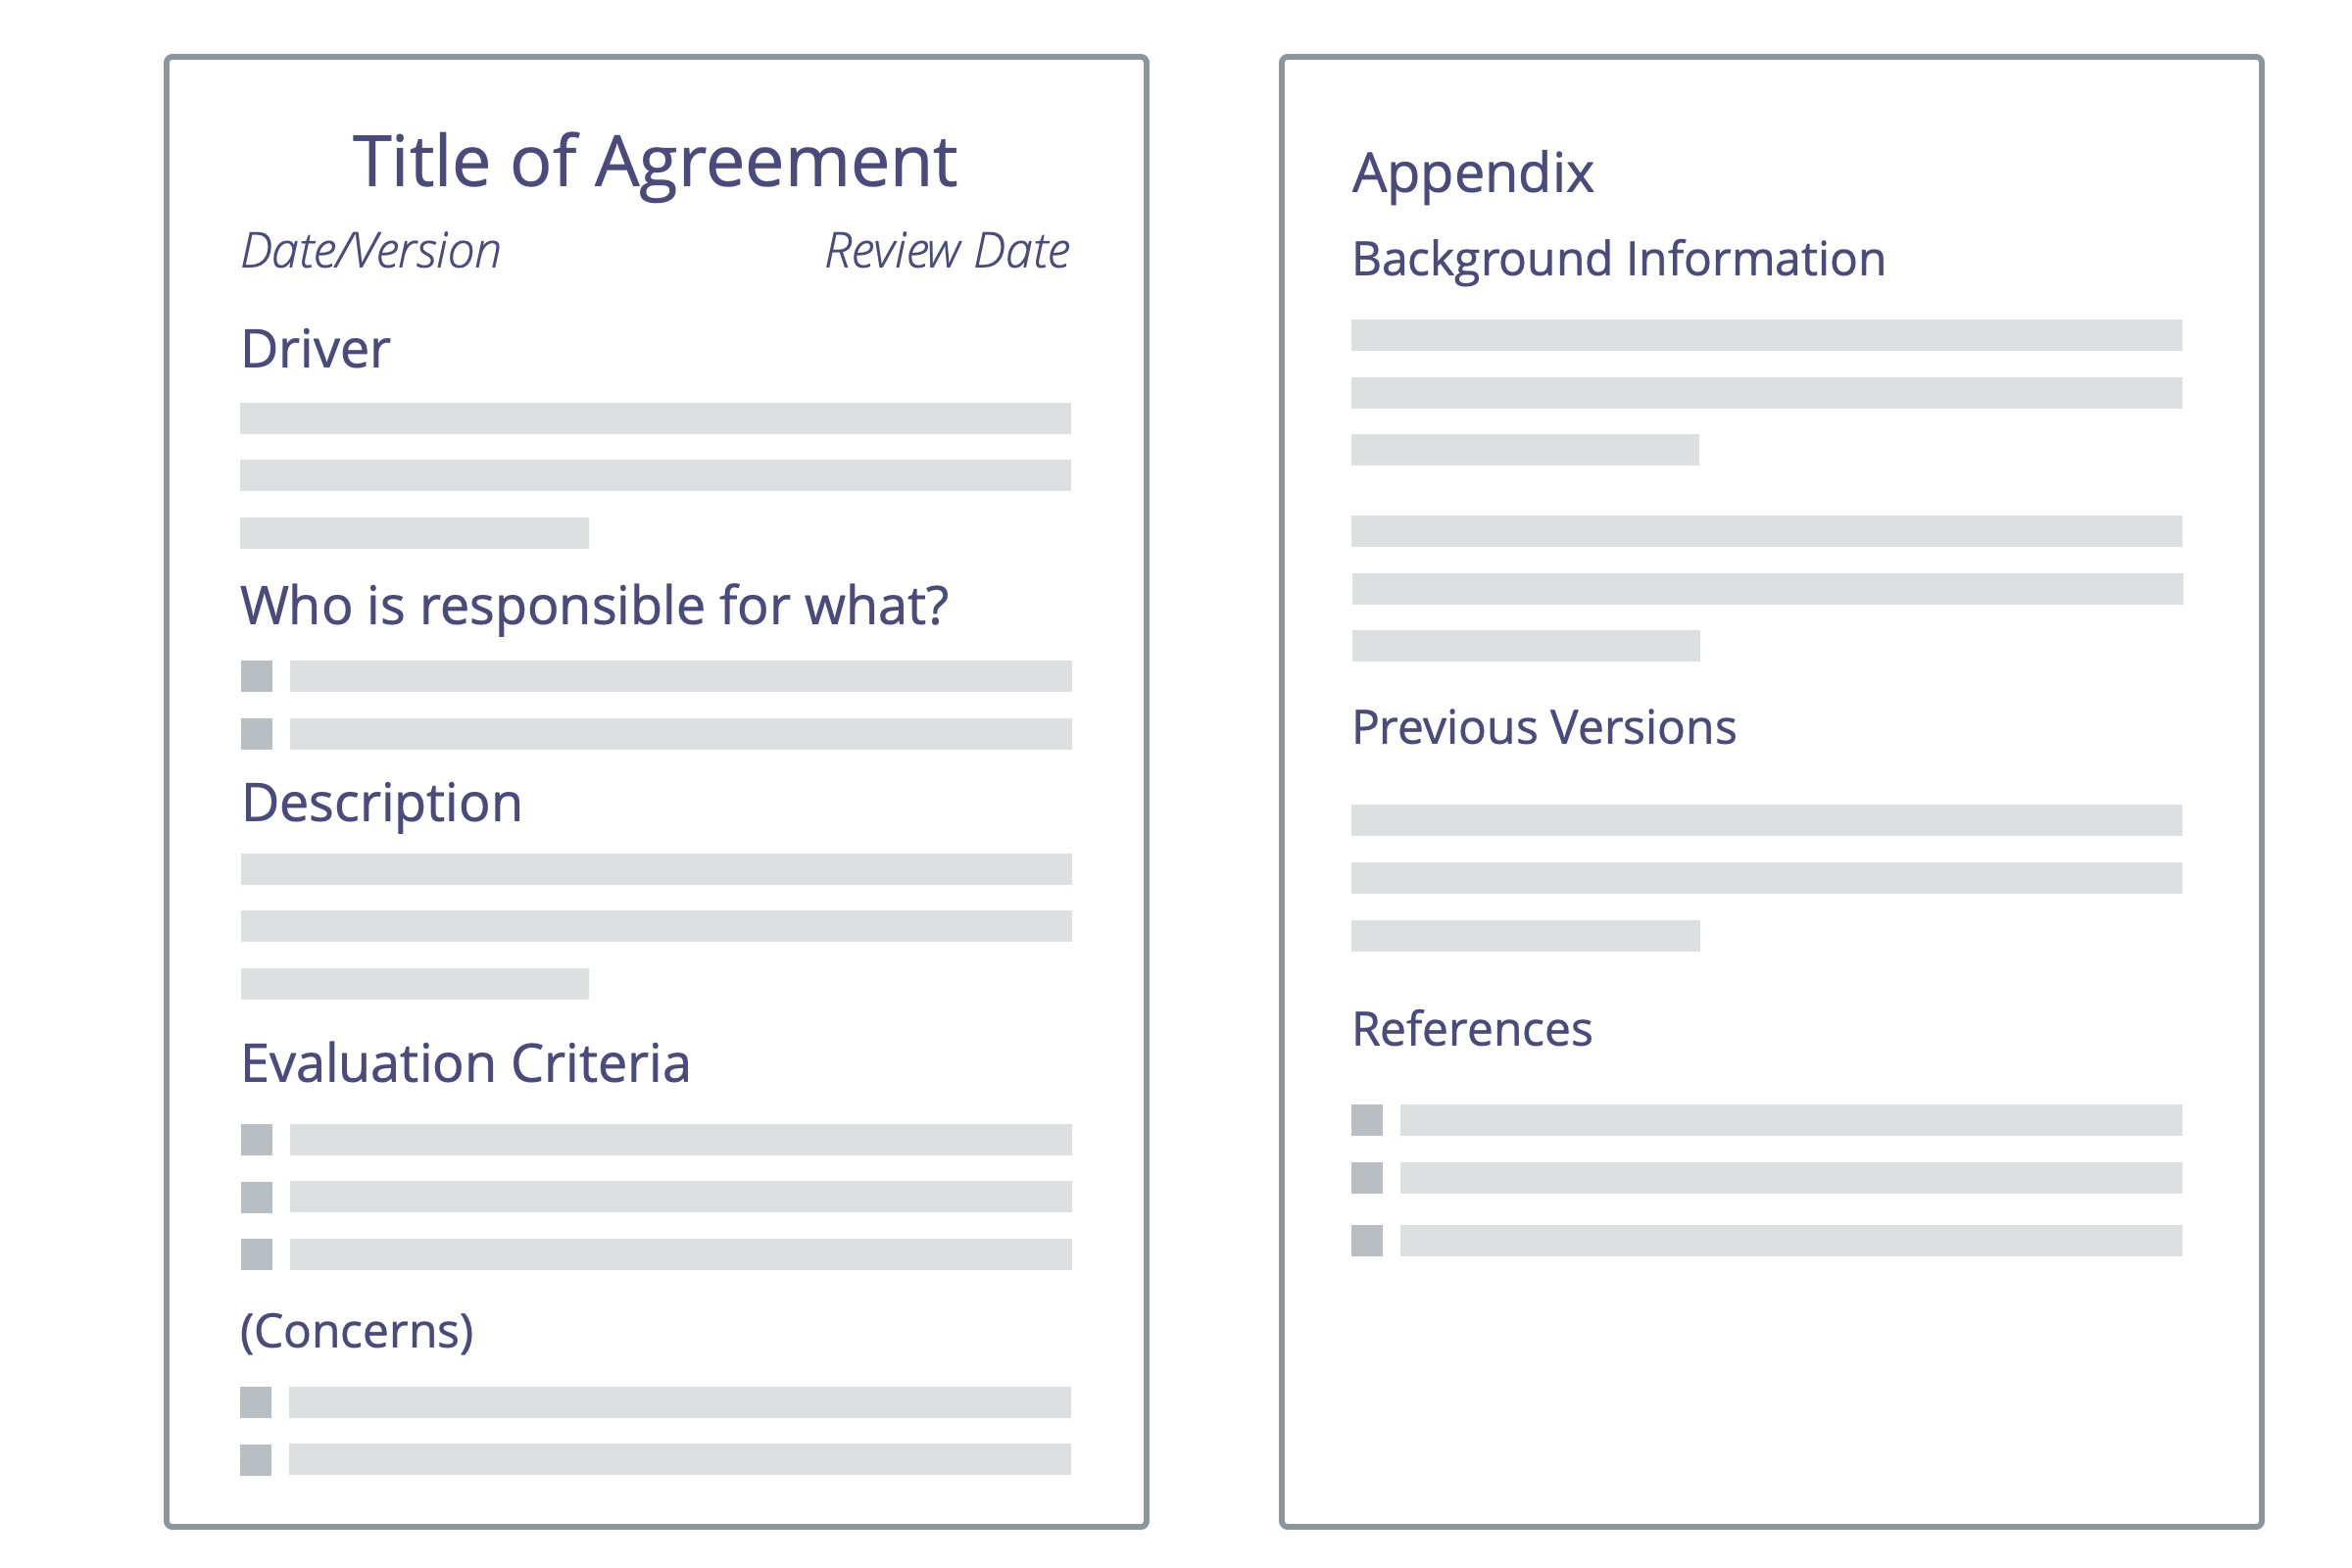 Title of Agreement
Date/Version Review Date
Driver
Who is responsible for what?
Description
Evaluation Criteria
(Concerns)
Appendix
Background Information
Previous Versions
References